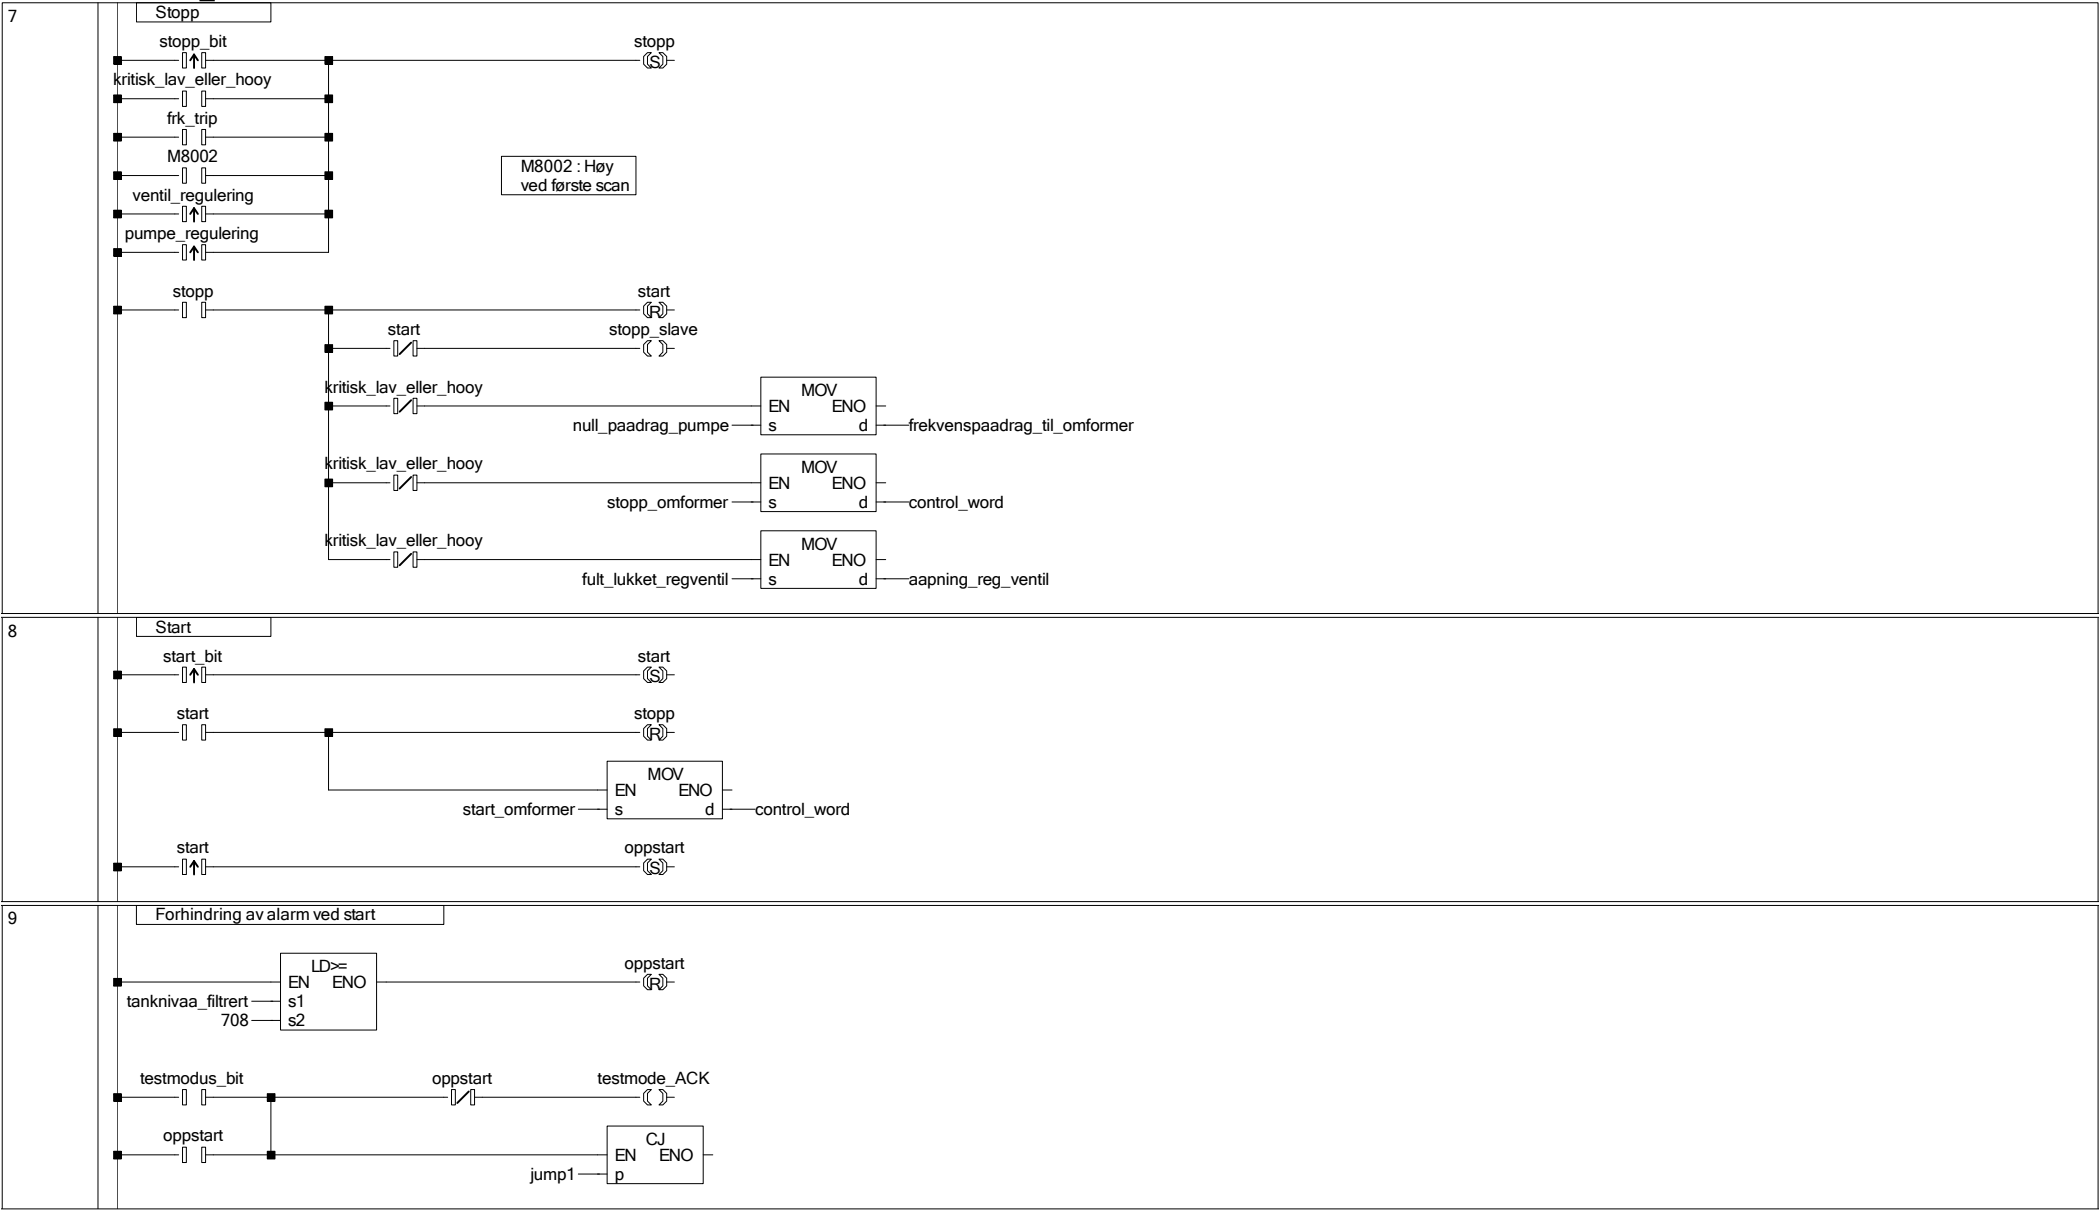 7
Stopp
stopp_bit
stopp
S
kritisk_lav_eller_hooy
frk_trip
M8002
M8002 : Høy
ved første scan
ventil_regulering
pumpe_regulering
stopp
start
R
start
stopp_slave
kritisk_lav_eller_hooy
MOV
EN ENO
null_paadrag_pumpe s d frekvenspaadrag_til_omformer
kritisk_lav_eller_hooy
MOV
EN ENO
stopp_omformer s d control_word
kritisk_lav_eller_hooy
MOV
EN ENO
fult_lukket_regventil s d aapning_reg_ventil
8
Start
start_bit
start
S
start
stopp
R
MOV
EN ENO
start_omformer s d control_word
start
oppstart
S
9
Forhindring av alarm ved start
LD>=
EN ENO
oppstart
R
tanknivaa_filtrert s1
708 s2
testmodus_bit
oppstart
testmode_ACK
oppstart
CJ
EN ENO
jump1 p